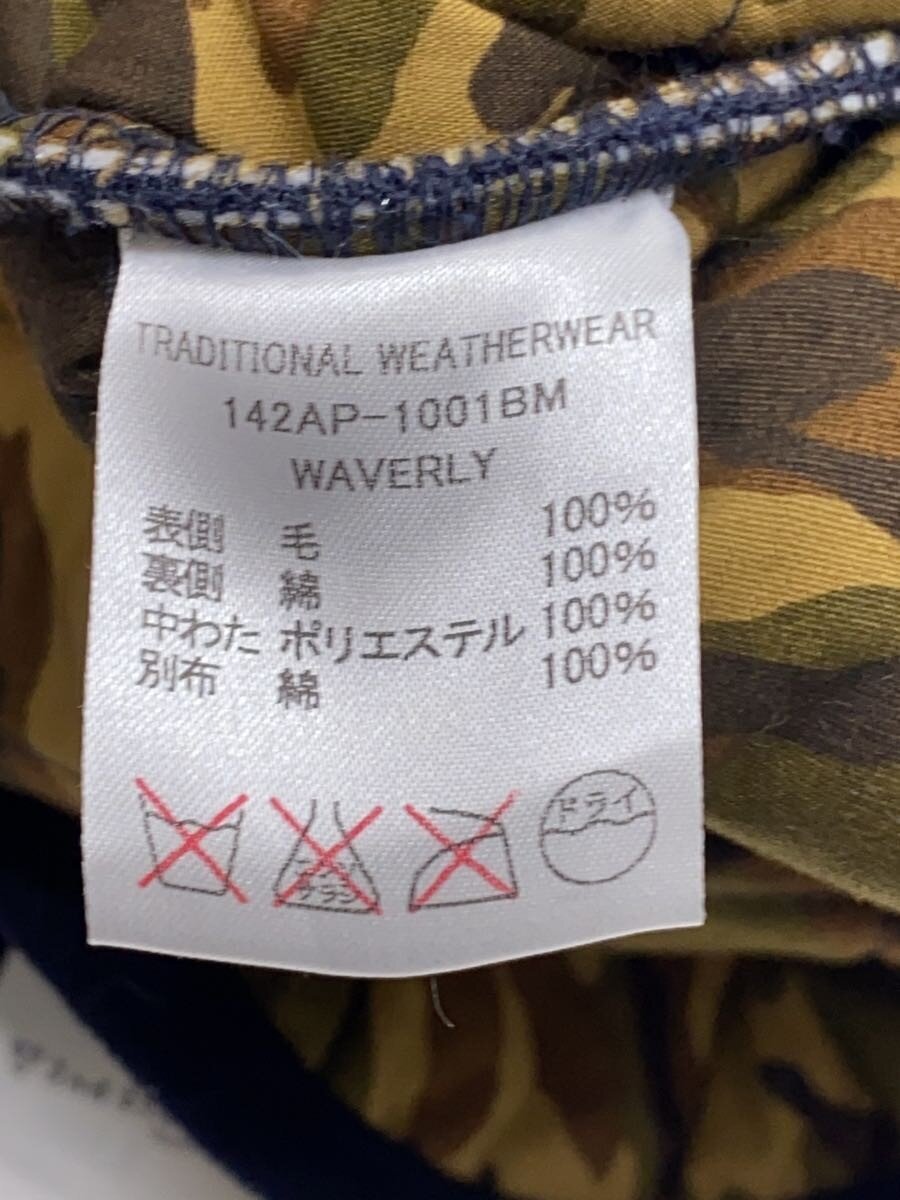 TRADITIONAL WEATHERWEAR
142AP-1001BM
WAVERLY
表側 毛 100%
裏側 綿 100%
中わた ポリエステル 100%
別布 綿 100%
ドライ